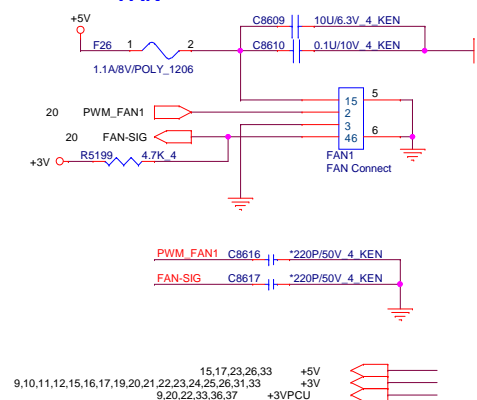 +5V
C8609 10U/6.3V_4_KEN
F26 1 2 C8610 0.1U/10V_4_KEN
1.1A/8V/POLY_1206
20 PWM_FAN1
20 FAN-SIG
+3V R5199 4.7K_4
15 5
2
3
46 6
FAN1
FAN Connect
PWM_FAN1 C8616 *220P/50V_4_KEN
FAN-SIG C8617 *220P/50V_4_KEN
15,17,23,26,33 +5V
9,10,11,12,15,16,17,19,20,21,22,23,24,25,26,31,33 +3V
9,20,22,33,36,37 +3VPCU